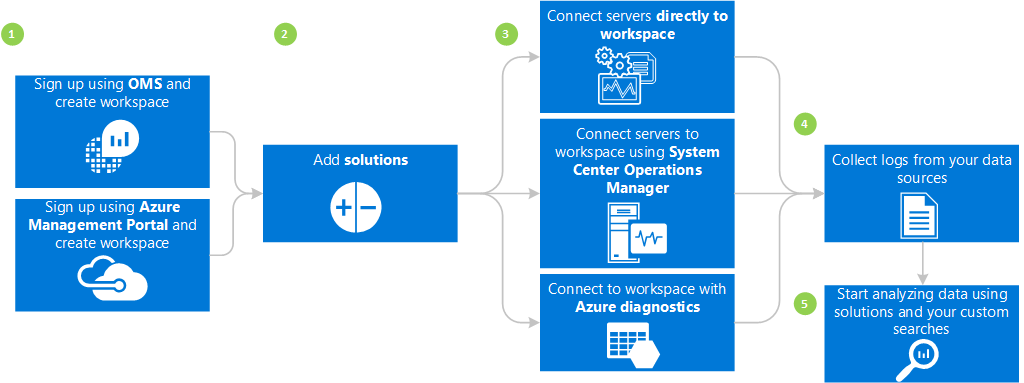 1
Sign up using OMS and
create workspace
Sign up using Azure
Management Portal and
create workspace
2
Add solutions
3
Connect servers directly to
workspace
Connect servers to
workspace using System
Center Operations
Manager
Connect to workspace with
Azure diagnostics
4
Collect logs from your data
sources
5
Start analyzing data using
solutions and your custom
searches